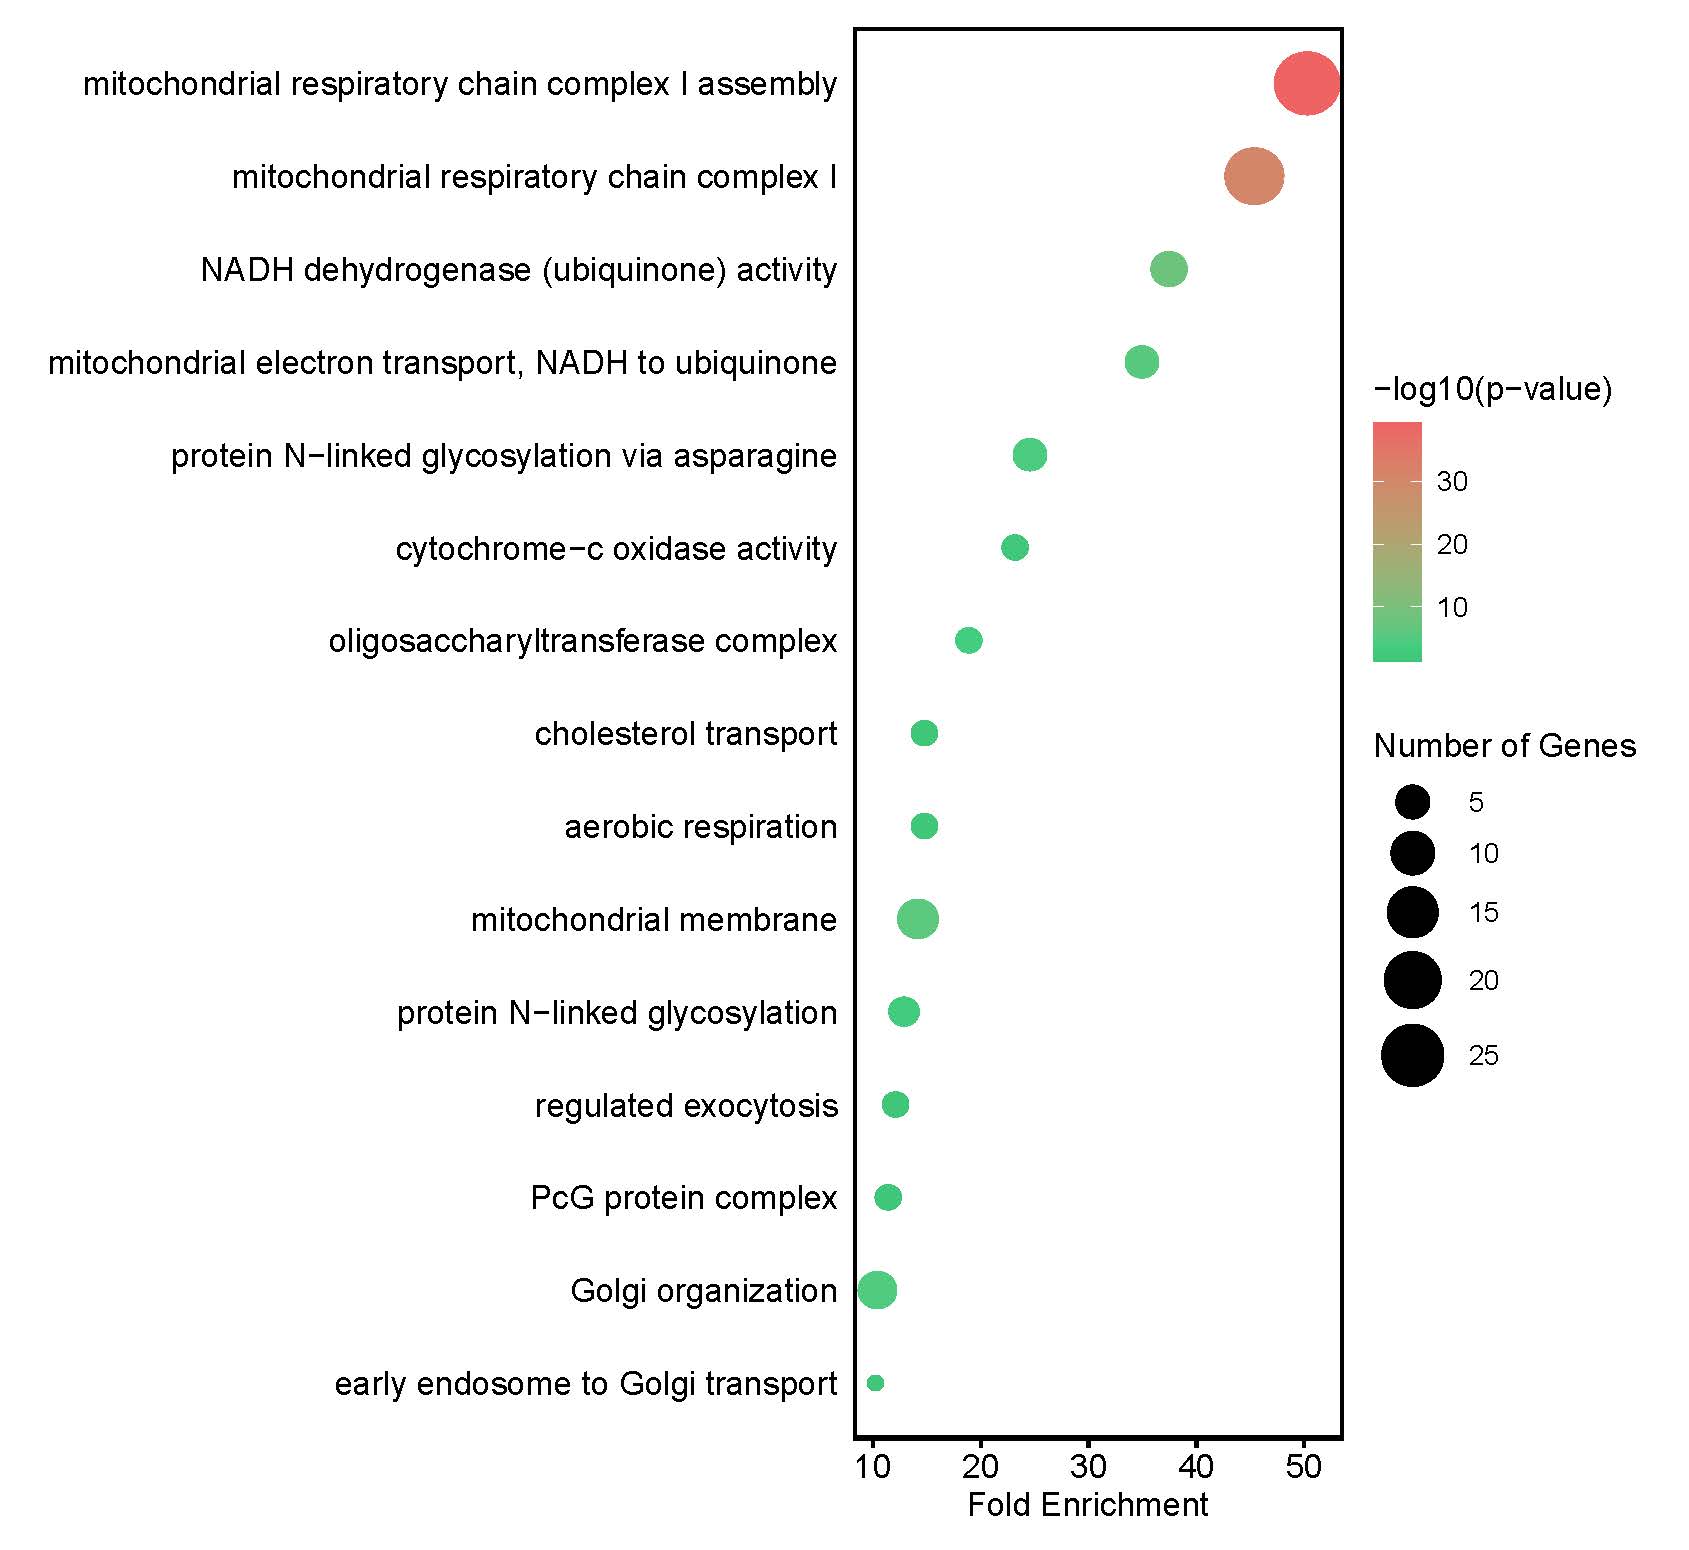 mitochondrial respiratory chain complex I assembly
mitochondrial respiratory chain complex I
NADH dehydrogenase (ubiquinone) activity
mitochondrial electron transport, NADH to ubiquinone
protein N−linked glycosylation via asparagine
cytochrome−c oxidase activity
oligosaccharyltransferase complex
cholesterol transport
aerobic respiration
mitochondrial membrane
protein N−linked glycosylation
regulated exocytosis
PcG protein complex
Golgi organization
early endosome to Golgi transport
10 20 30 40 50
Fold Enrichment
−log10(p−value)
30
20
10
Number of Genes
5
10
15
20
25